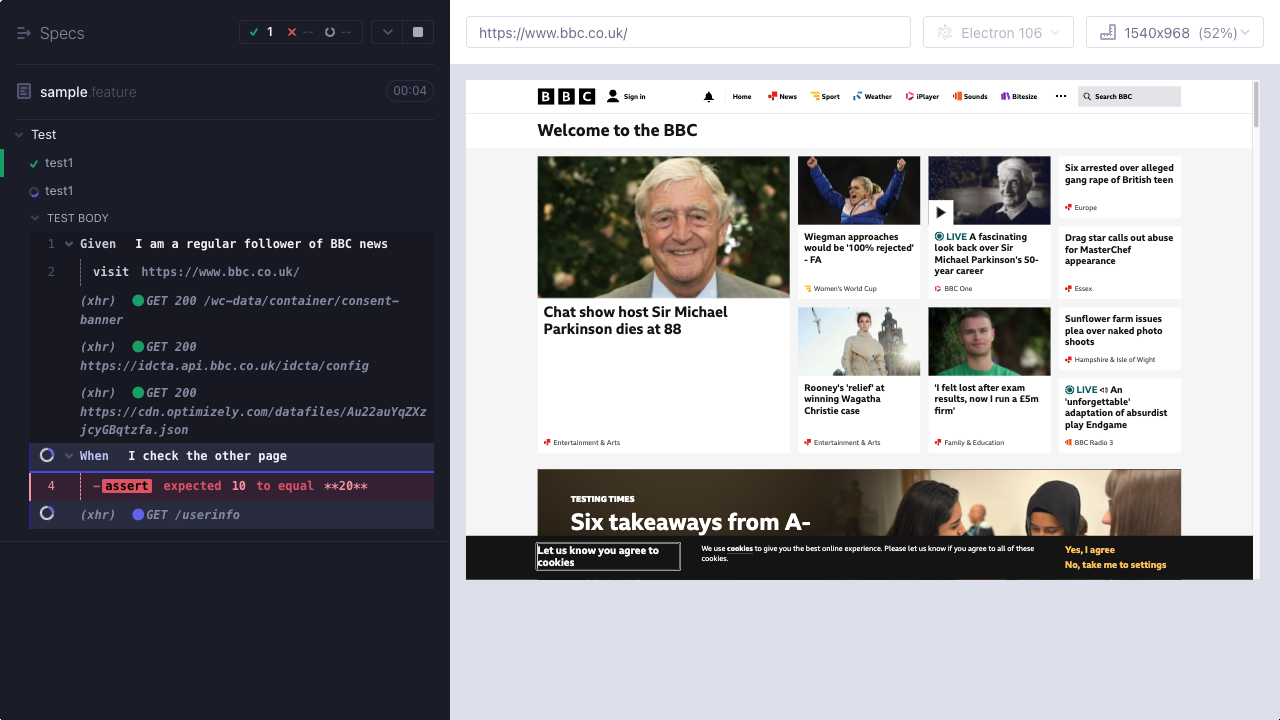 Specs
1
--
--
https://www.bbc.co.uk/
Electron 106
1540x968 (52%)
sample.feature
00:04
Test
test1
test1
TEST BODY
1 Given I am a regular follower of BBC news
2 visit https://www.bbc.co.uk/
(xhr) GET 200 /wc-data/container/consent-
banner
(xhr) GET 200
https://idcta.api.bbc.co.uk/idcta/config
(xhr) GET 200
https://cdn.optimizely.com/datafiles/Au22auYqZXz
jcyGBqtzfa.json
When I check the other page
4 -assert expected 10 to equal **20**
(xhr) GET /userinfo
BBC
Sign in
Home
News
Sport
Weather
iPlayer
Sounds
Bitesize
Search BBC
Welcome to the BBC
Chat show host Sir Michael
Parkinson dies at 88
Entertainment & Arts
Wiegman approaches
would be '100% rejected'
- FA
Women's World Cup
LIVE A fascinating
look back over Sir
Michael Parkinson's 50-
year career
BBC One
Six arrested over alleged
gang rape of British teen
Europe
Drag star calls out abuse
for MasterChef
appearance
Essex
Rooney's 'relief' at
winning Wagatha
Christie case
Entertainment & Arts
'I felt lost after exam
results, now I run a £5m
firm'
Family & Education
Sunflower farm issues
plea over naked photo
shoots
Hampshire & Isle of Wight
LIVE An
'unforgettable'
adaptation of absurdist
play Endgame
BBC Radio 3
TESTING TIMES
Six takeaways from A-
Let us know you agree to
cookies
We use cookies to give you the best online experience. Please let us know if you agree to all of these
cookies.
Yes, I agree
No, take me to settings